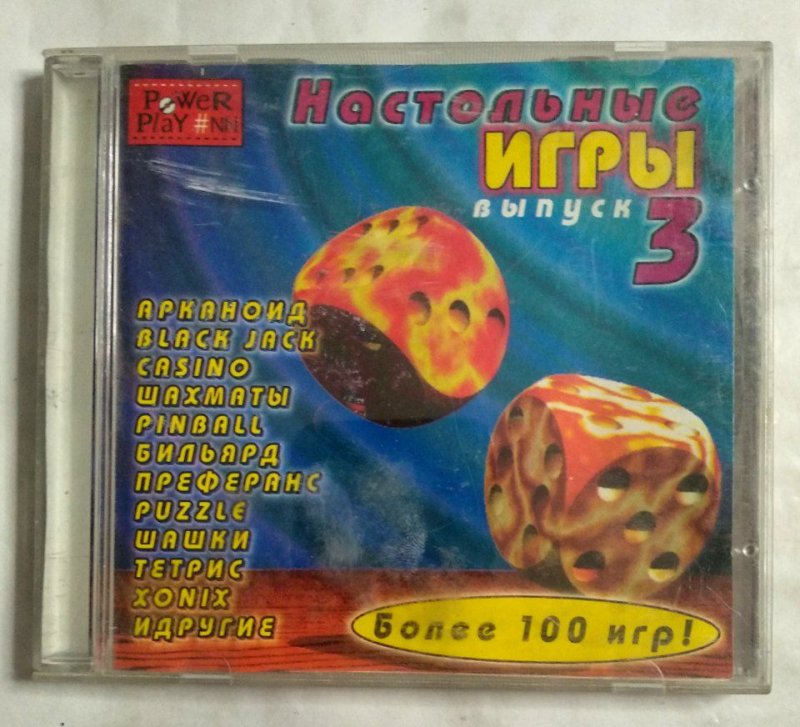 PoWeR
PlaY #NN
Настольные
ИГРЫ
выпуск 3
АРКАНОИД
BLACK JACK
CASINO
ШАХМАТЫ
PINBALL
БИЛЬЯРД
ПРЕФЕРАНС
PUZZLE
ШАШКИ
ТЕТРИС
XONIX
И ДРУГИЕ
Более 100 игр!